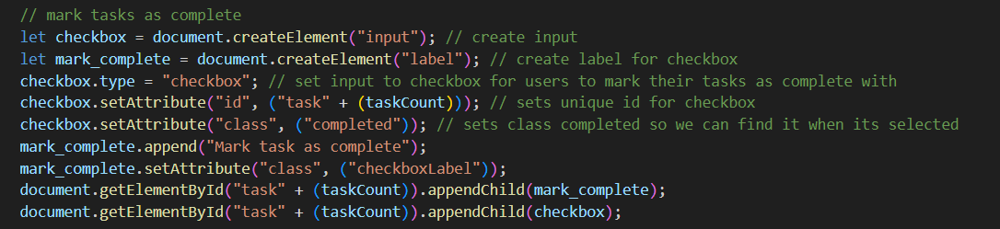 // mark tasks as complete
let checkbox = document.createElement("input"); // create input
let mark_complete = document.createElement("label"); // create label for checkbox
checkbox.type = "checkbox"; // set input to checkbox for users to mark their tasks as complete with
checkbox.setAttribute("id", ("task" + (taskCount))); // sets unique id for checkbox
checkbox.setAttribute("class", ("completed")); // sets class completed so we can find it when its selected
mark_complete.append("Mark task as complete");
mark_complete.setAttribute("class", ("checkboxLabel"));
document.getElementById("task" + (taskCount)).appendChild(mark_complete);
document.getElementById("task" + (taskCount)).appendChild(checkbox);